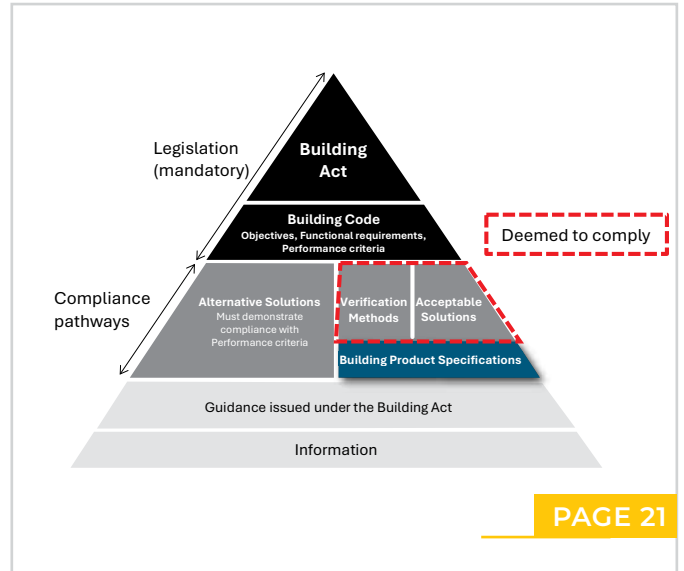 Building
Act
Legislation
(mandatory)
Building Code
Objectives, Functional requirements,
Performance criteria
Deemed to comply
Compliance
pathways
Alternative Solutions
Must demonstrate
compliance with
Performance criteria
Verification
Methods
Acceptable
Solutions
Building Product Specifications
Guidance issued under the Building Act
Information
PAGE 21